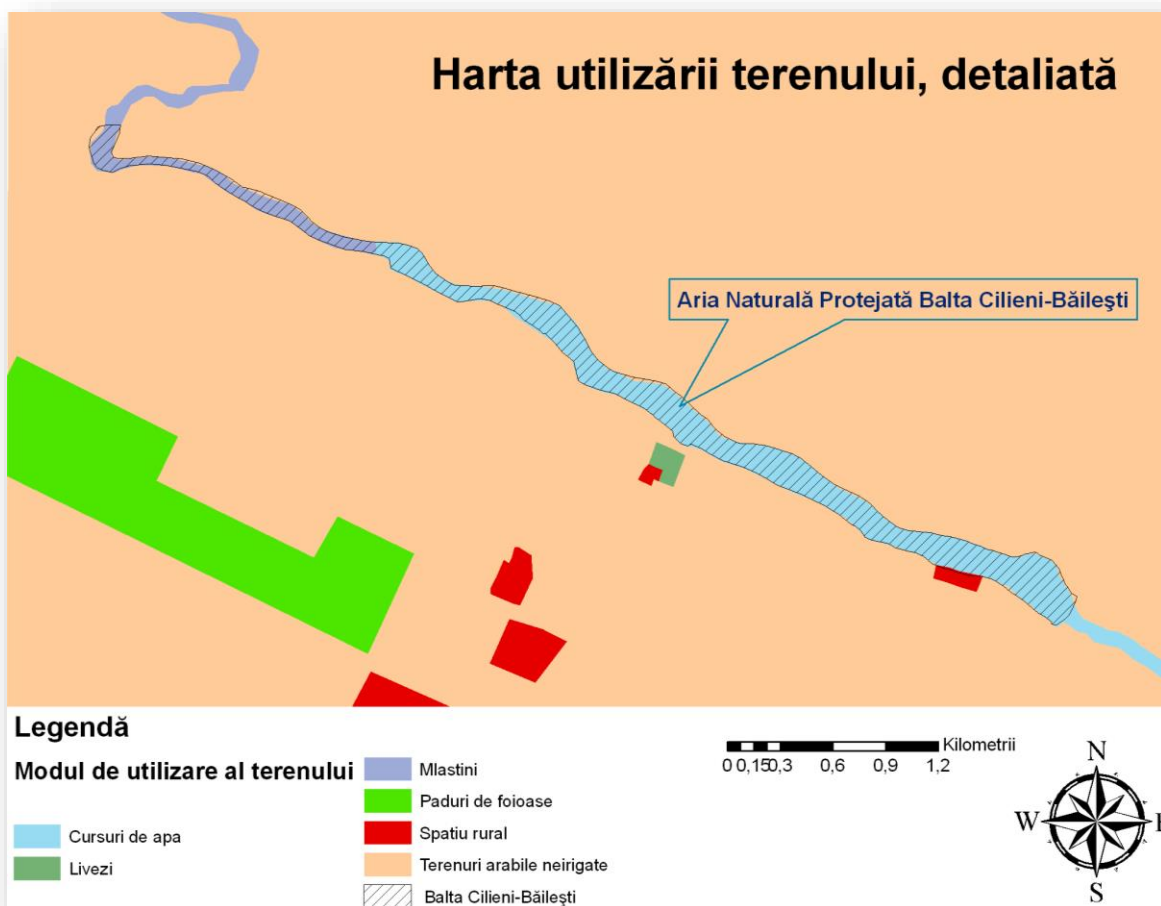 Harta utilizării terenului, detaliată
Aria Naturală Protejată Balta Cilieni-Băileşti
Legendă
Modul de utilizare al terenului
Cursuri de apa
Livezi
Mlastini
Paduri de foioase
Spatiu rural
Terenuri arabile neirigate
Balta Cilieni-Băileşti
Kilometrii
0 0,150,3 0,6 0,9 1,2
N
W E
S